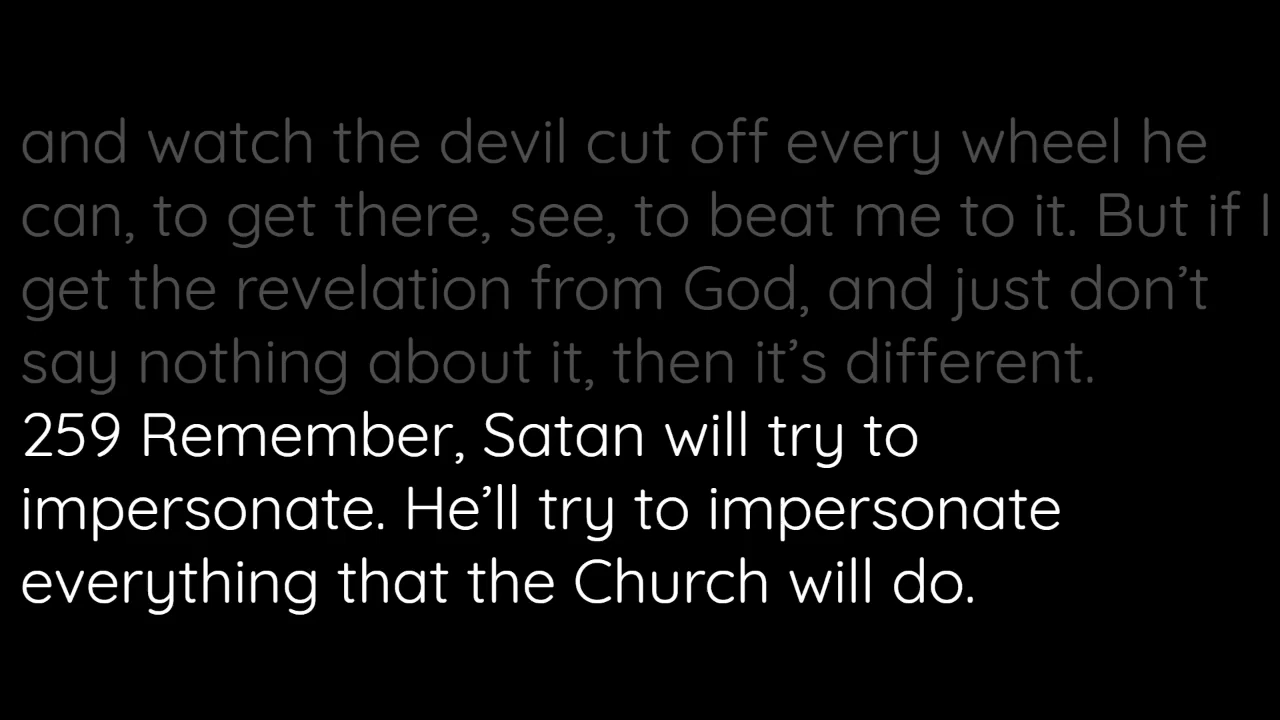 and watch the devil cut off every wheel he
can, to get there, see, to beat me to it. But if I
get the revelation from God, and just don’t
say nothing about it, then it’s different.
259 Remember, Satan will try to
impersonate. He’ll try to impersonate
everything that the Church will do.